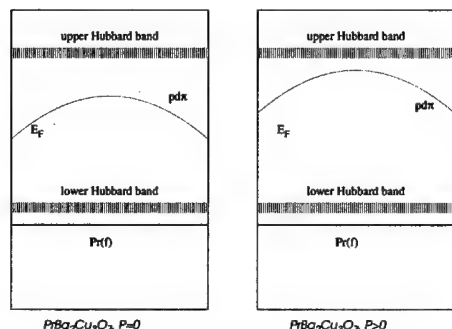 upper Hubbard band
pdπ
E_F
lower Hubbard band
Pr(f)
PrBa₂Cu₃O₇, P=0
upper Hubbard band
pdπ
E_F
lower Hubbard band
Pr(f)
PrBa₂Cu₃O₇, P>0